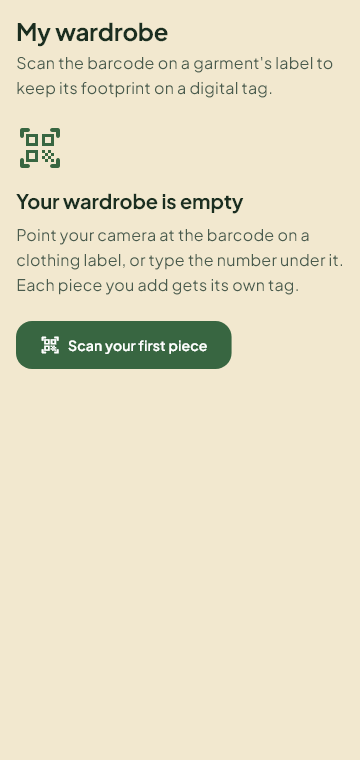 My wardrobe
Scan the barcode on a garment's label to
keep its footprint on a digital tag.
Your wardrobe is empty
Point your camera at the barcode on a
clothing label, or type the number under it.
Each piece you add gets its own tag.
Scan your first piece